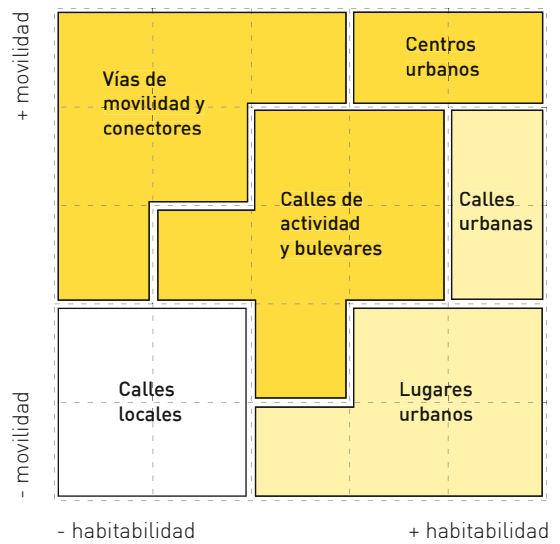 + movilidad
Centros
urbanos
Vías de
movilidad y
conectores
Calles de
actividad
y bulevares
Calles
urbanas
Calles
locales
Lugares
urbanos
- movilidad
- habitabilidad
+ habitabilidad